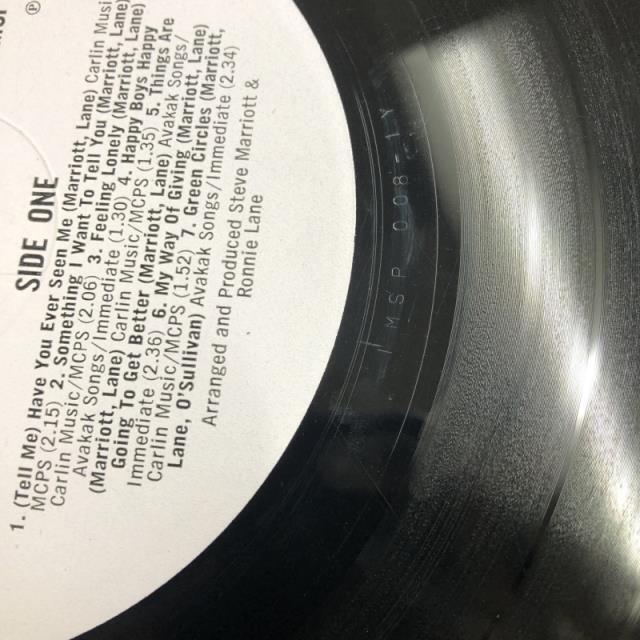 SIDE ONE
1. (Tell Me) Have You Ever Seen Me (Marriott, Lane) Carlin Musi
MCPS (2.15) 2. Something I Want To Tell You (Marriott, Lane)
Carlin Music/MCPS (2.06) 3. Feeling Lonely (Marriott, Lane)
Avakak Songs/Immediate (1.30) 4. Happy Boys Happy
(Marriott, Lane) Carlin Music/MCPS (1.35) 5. Things Are
Going To Get Better (Marriott, Lane) Avakak Songs/
Immediate (2.36) 6. My Way Of Giving (Marriott, Lane)
Carlin Music/MCPS (1.52) 7. Green Circles (Marriott,
Lane, O'Sullivan) Avakak Songs/Immediate (2.34)
Arranged and Produced Steve Marriott &
Ronnie Lane
℗
MSP 008-1Y